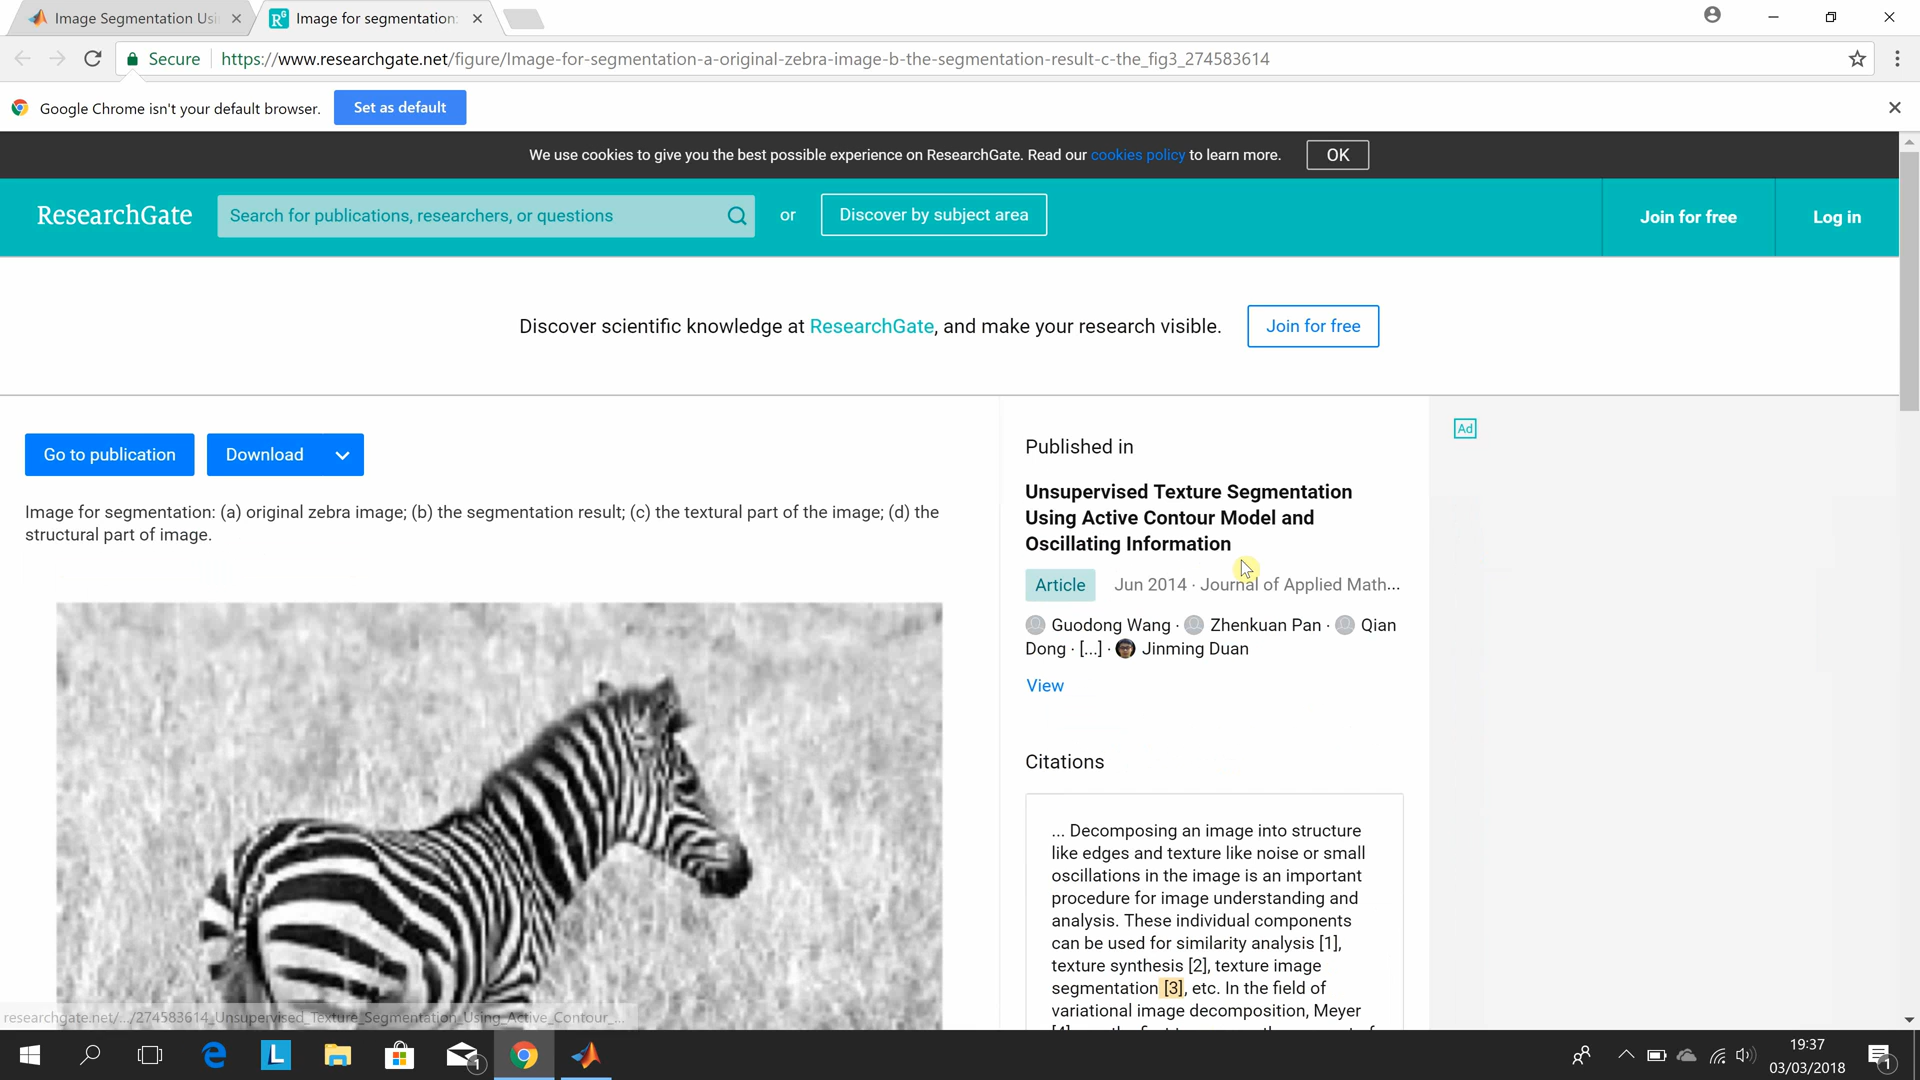 Image Segmentation Usi
Image for segmentation:
Secure
https://www.researchgate.net/figure/Image-for-segmentation-a-original-zebra-image-b-the-segmentation-result-c-the_fig3_274583614
Google Chrome isn't your default browser.
Set as default
We use cookies to give you the best possible experience on ResearchGate. Read our cookies policy to learn more.
OK
ResearchGate
Search for publications, researchers, or questions
or
Discover by subject area
Join for free
Log in
Discover scientific knowledge at ResearchGate, and make your research visible.
Join for free
Go to publication
Download
Image for segmentation: (a) original zebra image; (b) the segmentation result; (c) the textural part of the image; (d) the
structural part of image.
Published in
Unsupervised Texture Segmentation
Using Active Contour Model and
Oscillating Information
Article
Jun 2014 · Journal of Applied Math...
Guodong Wang · Zhenkuan Pan · Qian
Dong · [...] · Jinming Duan
View
Citations
... Decomposing an image into structure
like edges and texture like noise or small
oscillations in the image is an important
procedure for image understanding and
analysis. These individual components
can be used for similarity analysis [1],
texture synthesis [2], texture image
segmentation [3], etc. In the field of
variational image decomposition, Meyer
Ad
researchgate.net/.../274583614_Unsupervised_Texture_Segmentation_Using_Active_Contour_...
19:37
03/03/2018